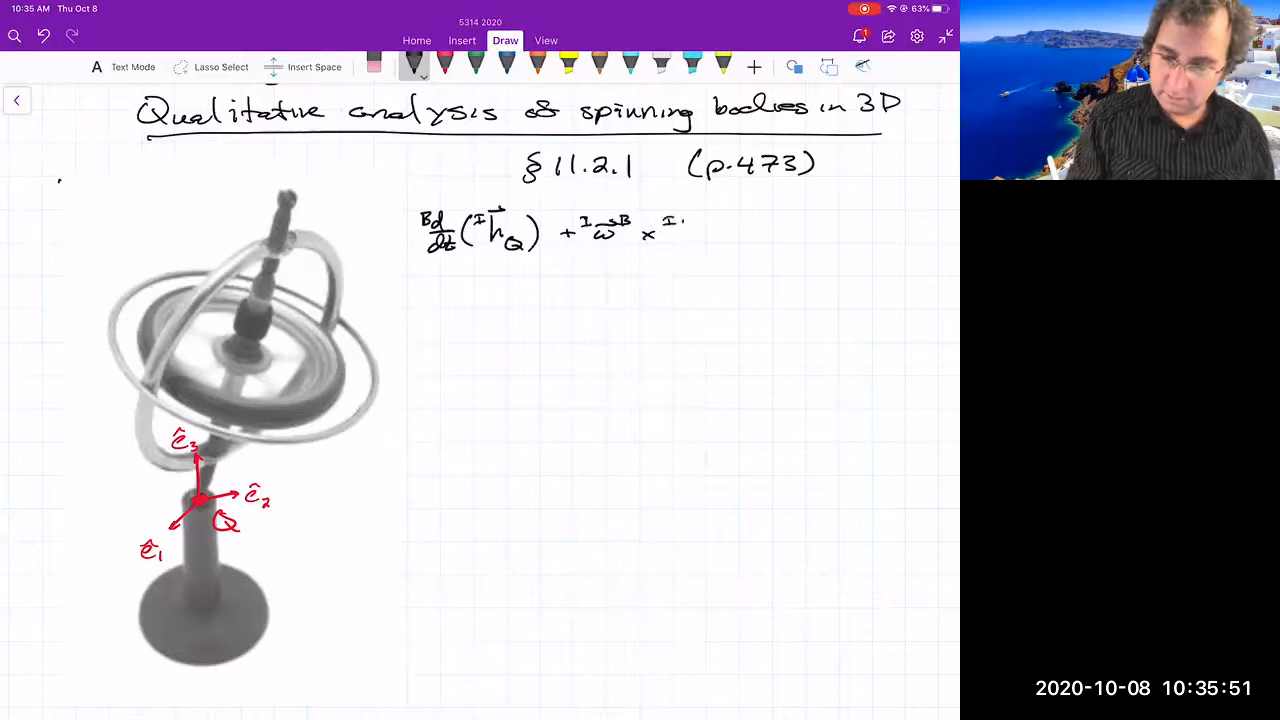 10:35 AM Thu Oct 8
63%
5314 2020
Home Insert Draw View
1
A Text Mode Lasso Select Insert Space
Qualitative analysis of spinning bodies in 3D
§ 11.2.1 (p.473)
ᴮd/dt (ᴵh⃗_Q) + ᴵω⃗ᴮ × ᴵ
ê₃
ê₂
Q
ê₁
2020-10-08 10:35:51